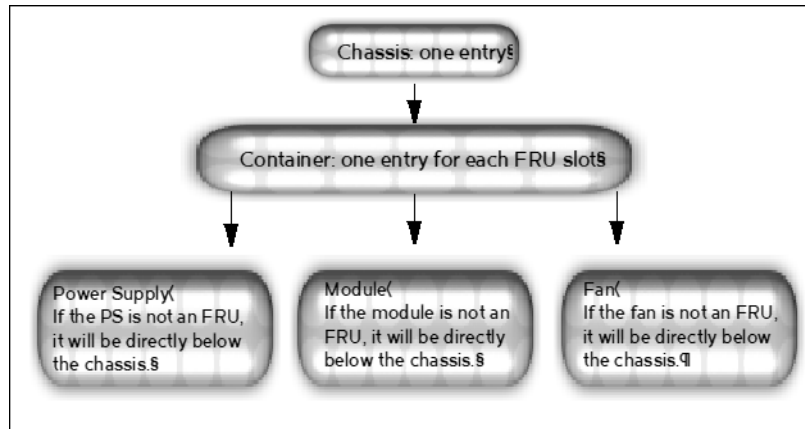 Chassis: one entry§
Container: one entry for each FRU slot§
Power Supply(
If the PS is not an FRU,
it will be directly below
the chassis.§
Module(
If the module is not an
FRU, it will be directly
below the chassis.§
Fan(
If the fan is not an FRU,
it will be directly below
the chassis.¶